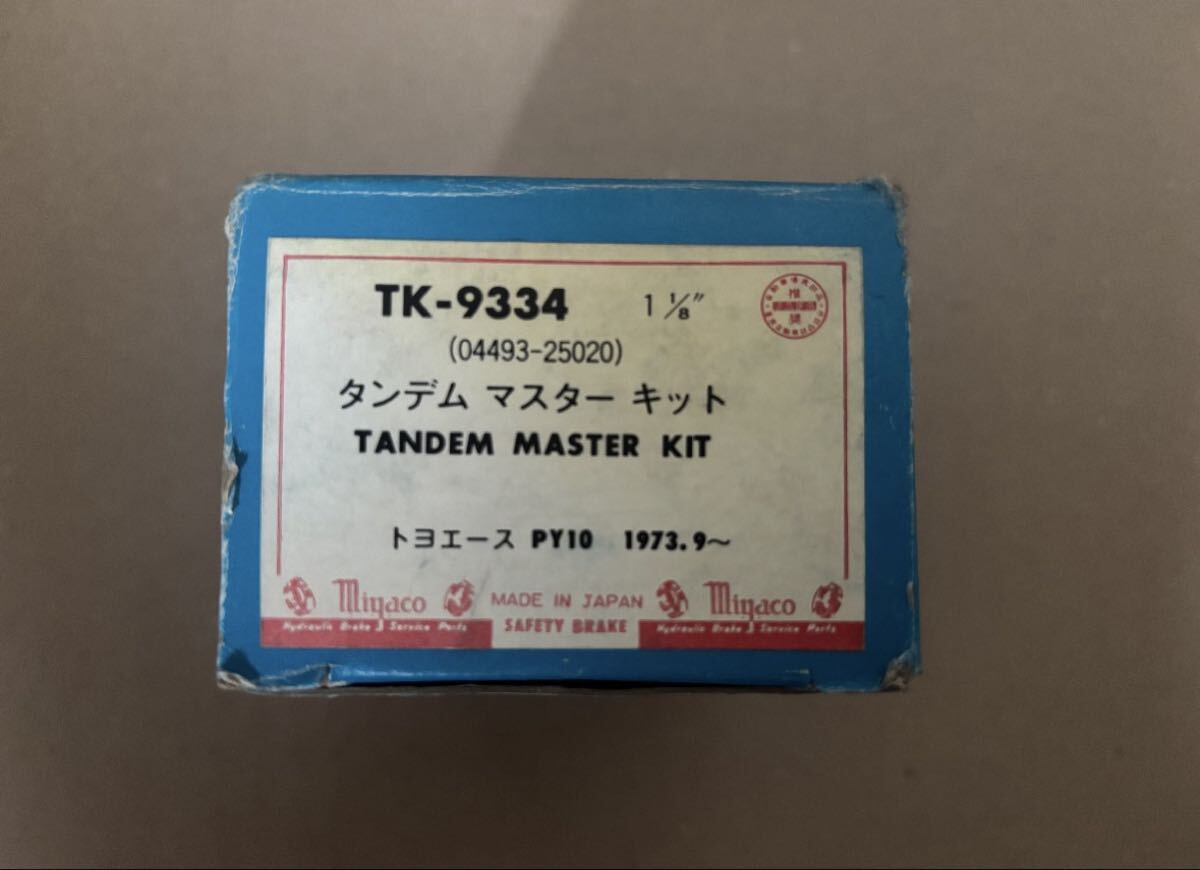 TK-9334 1 1/8"
推奨
(04493-25020)
タンデム マスター キット
TANDEM MASTER KIT
トヨエース PY10 1973.9～
Miyaco MADE IN JAPAN Miyaco
Hydraulic Brake & Service Parts SAFETY BRAKE Hydraulic Brake & Service Parts